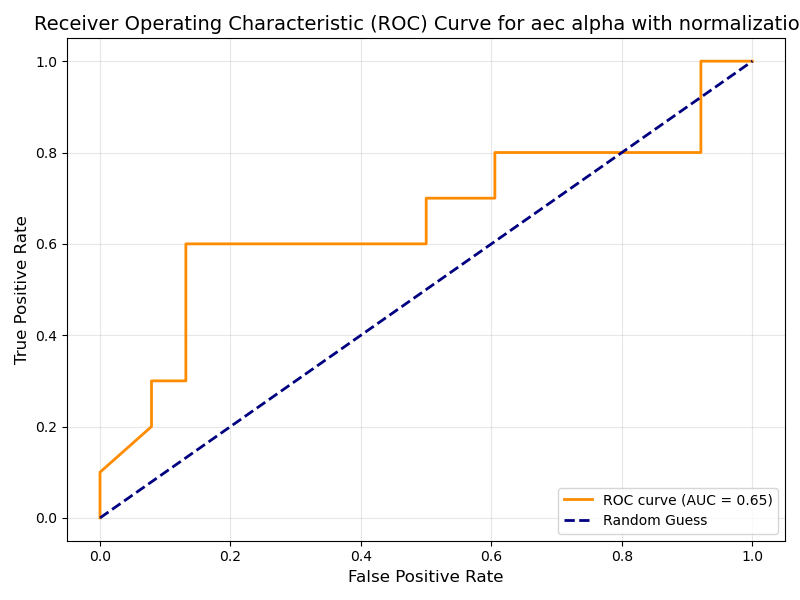 Receiver Operating Characteristic (ROC) Curve for aec alpha with normalizatio
1.0
0.8
0.6
0.4
0.2
0.0
True Positive Rate
0.0 0.2 0.4 0.6 0.8 1.0
False Positive Rate
ROC curve (AUC = 0.65)
Random Guess